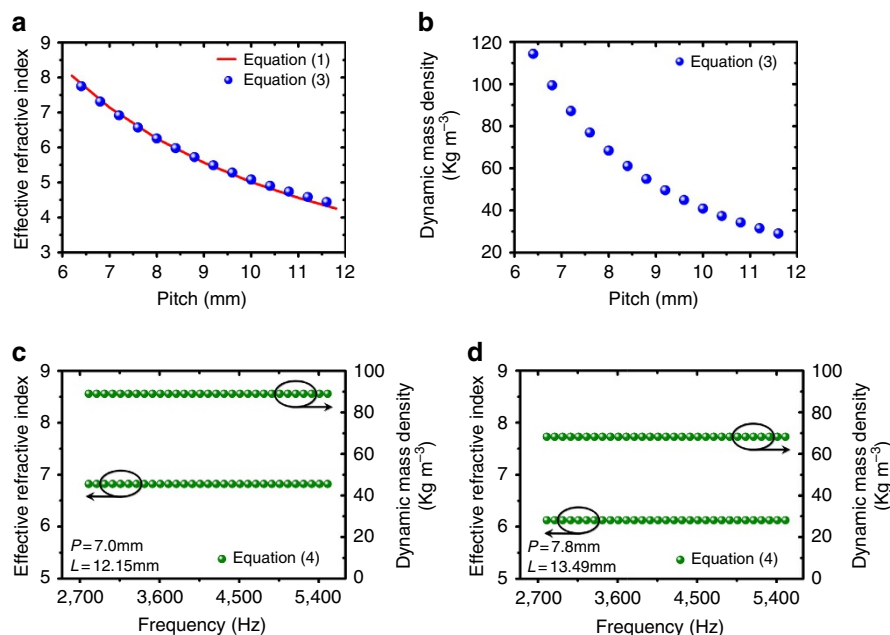 a
9
8
7
6
5
4
3
Effective refractive index
Equation (1)
Equation (3)
6 7 8 9 10 11 12
Pitch (mm)
b
120
100
80
60
40
20
Dynamic mass density
(Kg m⁻³)
Equation (3)
6 7 8 9 10 11 12
Pitch (mm)
c
9
8
7
6
5
Effective refractive index
P=7.0mm
L=12.15mm
Equation (4)
100
80
60
40
20
0
Dynamic mass density
(Kg m⁻³)
2,700 3,600 4,500 5,400
Frequency (Hz)
d
9
8
7
6
5
Effective refractive index
P=7.8mm
L=13.49mm
Equation (4)
100
80
60
40
20
0
Dynamic mass density
(Kg m⁻³)
2,700 3,600 4,500 5,400
Frequency (Hz)